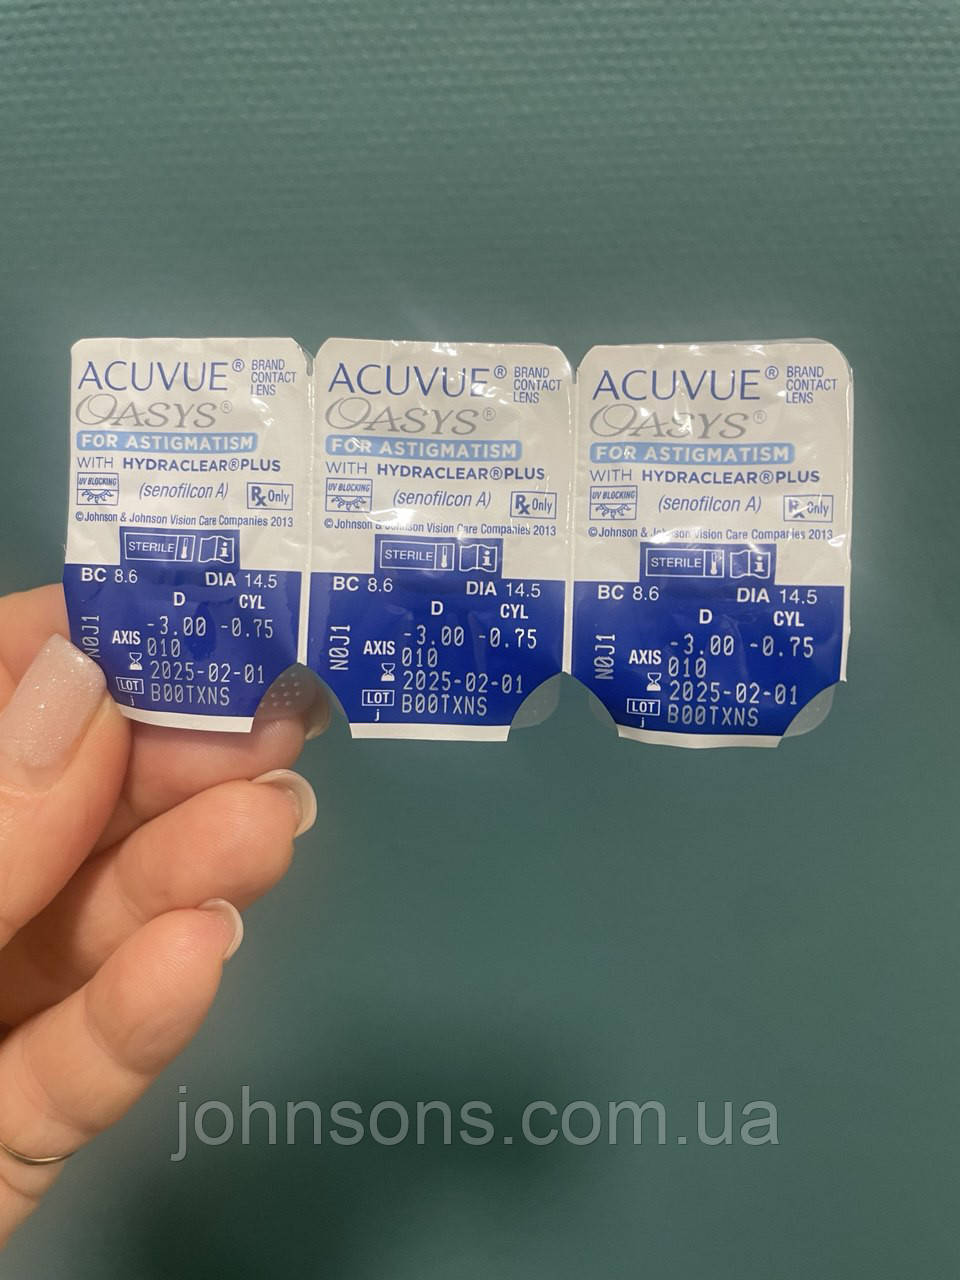 ACUVUE® BRAND CONTACT LENS
OASYS®
FOR ASTIGMATISM
WITH HYDRACLEAR®PLUS
UV BLOCKING (senofilcon A) Rx Only
©Johnson & Johnson Vision Care Companies 2013
STERILE i
BC 8.6 DIA 14.5
D CYL
-3.00 -0.75
AXIS 010
2025-02-01
LOT B00TXNS
j
N0J1
ACUVUE® BRAND CONTACT LENS
OASYS®
FOR ASTIGMATISM
WITH HYDRACLEAR®PLUS
UV BLOCKING (senofilcon A) Rx Only
©Johnson & Johnson Vision Care Companies 2013
STERILE i
BC 8.6 DIA 14.5
D CYL
-3.00 -0.75
AXIS 010
2025-02-01
LOT B00TXNS
j
N0J1
ACUVUE® BRAND CONTACT LENS
OASYS®
FOR ASTIGMATISM
WITH HYDRACLEAR®PLUS
UV BLOCKING (senofilcon A) Rx Only
©Johnson & Johnson Vision Care Companies 2013
STERILE i
BC 8.6 DIA 14.5
D CYL
-3.00 -0.75
AXIS 010
2025-02-01
LOT B00TXNS
j
N0J1
johnsons.com.ua